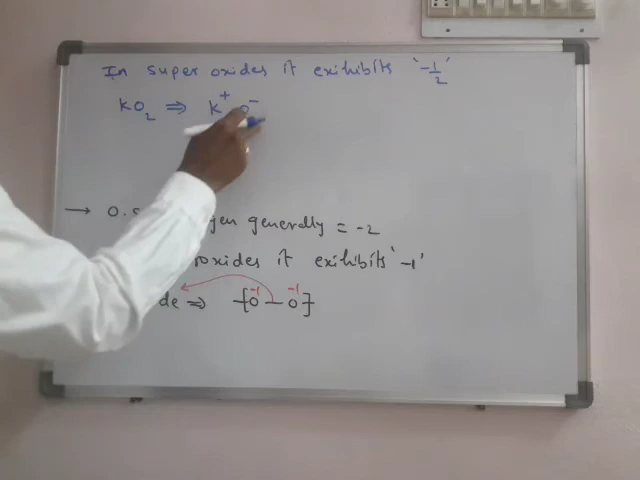 In super oxides it exhibits '-1/2'
KO2 ⇒ K+ O-
→ O. gen generally = -2
oxides it exhibits '-1'
de ⇒ {O-1 — O-1}